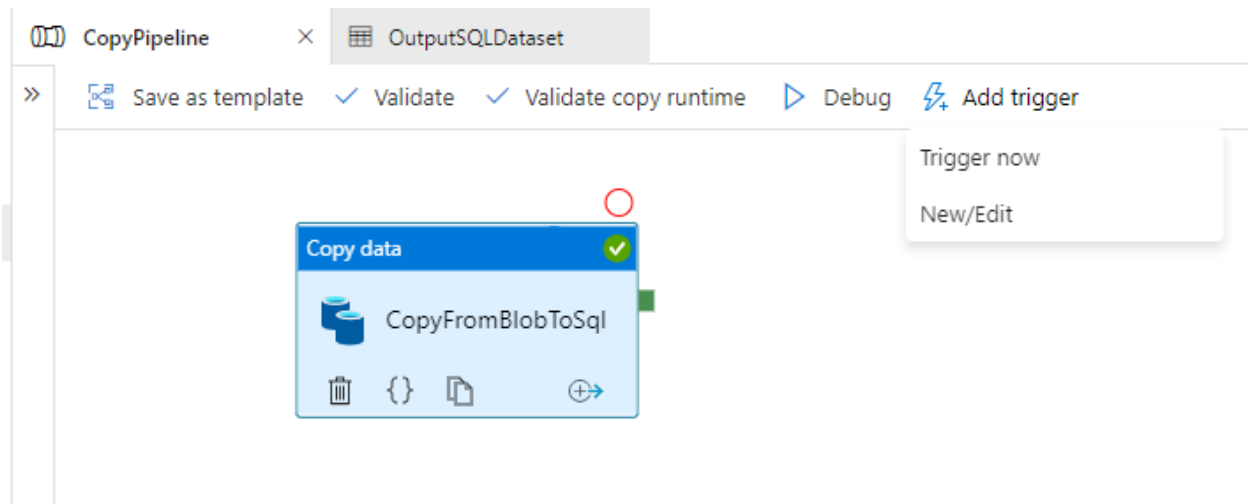 CopyPipeline
OutputSQLDataset
Save as template Validate Validate copy runtime Debug Add trigger
Trigger now
New/Edit
Copy data
CopyFromBlobToSql